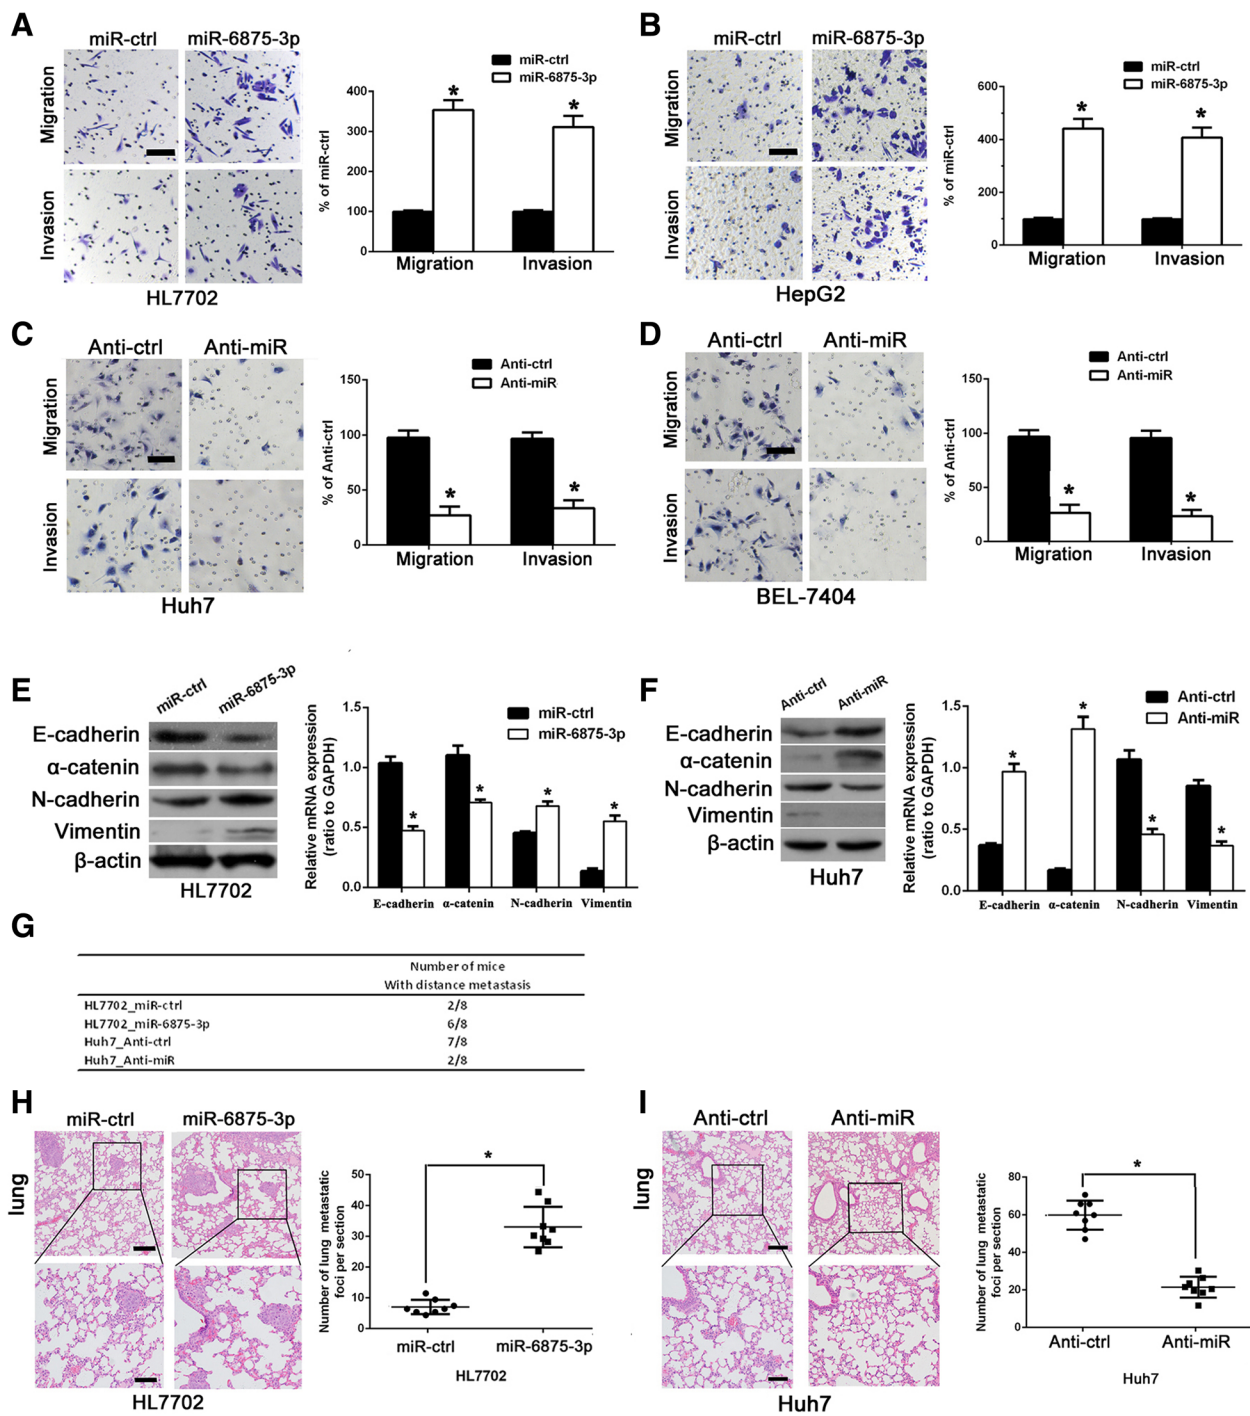 A
miR-ctrl miR-6875-3p
Migration
Invasion
HL7702
miR-ctrl
miR-6875-3p
% of miR-ctrl
400
300
200
100
0
* *
Migration Invasion
B
miR-ctrl miR-6875-3p
Migration
Invasion
HepG2
miR-ctrl
miR-6875-3p
% of miR-ctrl
600
400
200
0
* *
Migration Invasion
C
Anti-ctrl Anti-miR
Migration
Invasion
Huh7
Anti-ctrl
Anti-miR
% of Anti-ctrl
150
100
50
0
* *
Migration Invasion
D
Anti-ctrl Anti-miR
Migration
Invasion
BEL-7404
Anti-ctrl
Anti-miR
% of Anti-ctrl
150
100
50
0
* *
Migration Invasion
E
miR-ctrl miR-6875-3p
E-cadherin
α-catenin
N-cadherin
Vimentin
β-actin
HL7702
miR-ctrl
miR-6875-3p
Relative mRNA expression
(ratio to GAPDH)
1.5
1.0
0.5
0.0
* * * *
E-cadherin α-catenin N-cadherin Vimentin
F
Anti-ctrl Anti-miR
E-cadherin
α-catenin
N-cadherin
Vimentin
β-actin
Huh7
Anti-ctrl
Anti-miR
Relative mRNA expression
(ratio to GAPDH)
1.5
1.0
0.5
0.0
* * * *
E-cadherin α-catenin N-cadherin Vimentin
G
Number of mice
With distance metastasis
HL7702_miR-ctrl 2/8
HL7702_miR-6875-3p 6/8
Huh7_Anti-ctrl 7/8
Huh7_Anti-miR 2/8
H
miR-ctrl miR-6875-3p
lung
HL7702
Number of lung metastatic
foci per section
50
40
30
20
10
0
*
miR-ctrl miR-6875-3p
HL7702
I
Anti-ctrl Anti-miR
lung
Huh7
Number of lung metastatic
foci per section
80
60
40
20
0
*
Anti-ctrl Anti-miR
Huh7